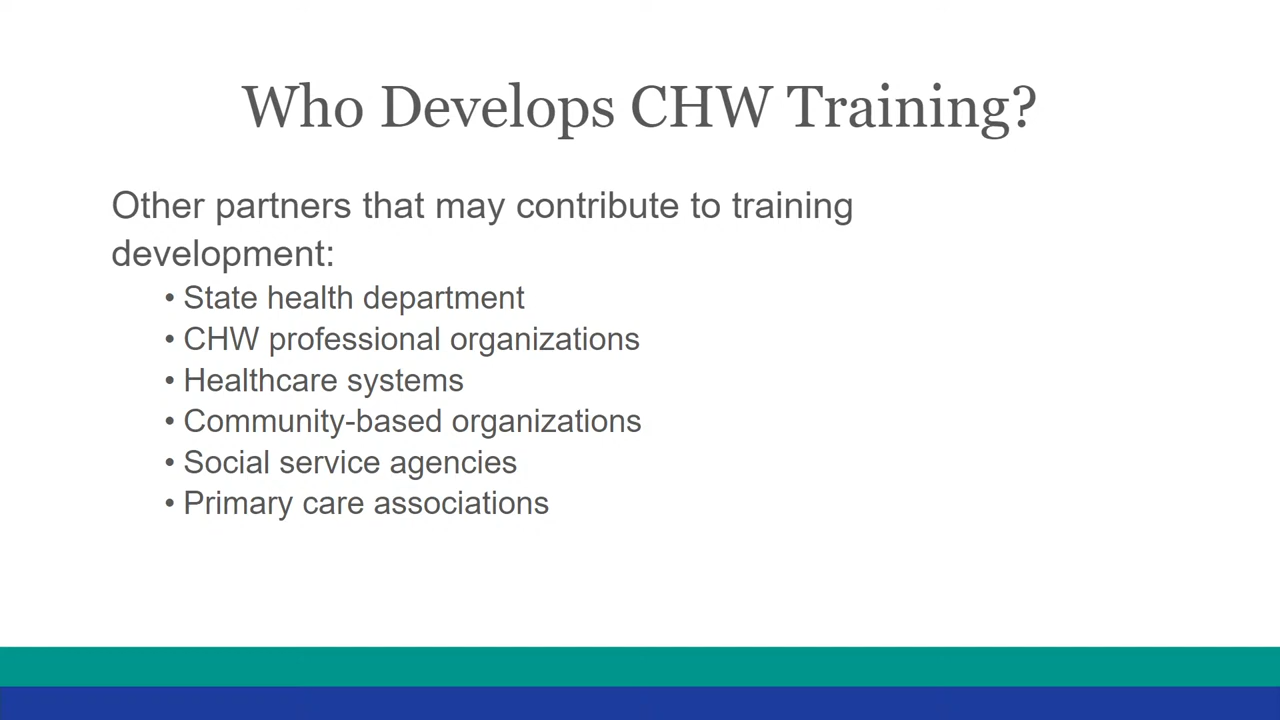 Who Develops CHW Training?
Other partners that may contribute to training
development:
• State health department
• CHW professional organizations
• Healthcare systems
• Community-based organizations
• Social service agencies
• Primary care associations